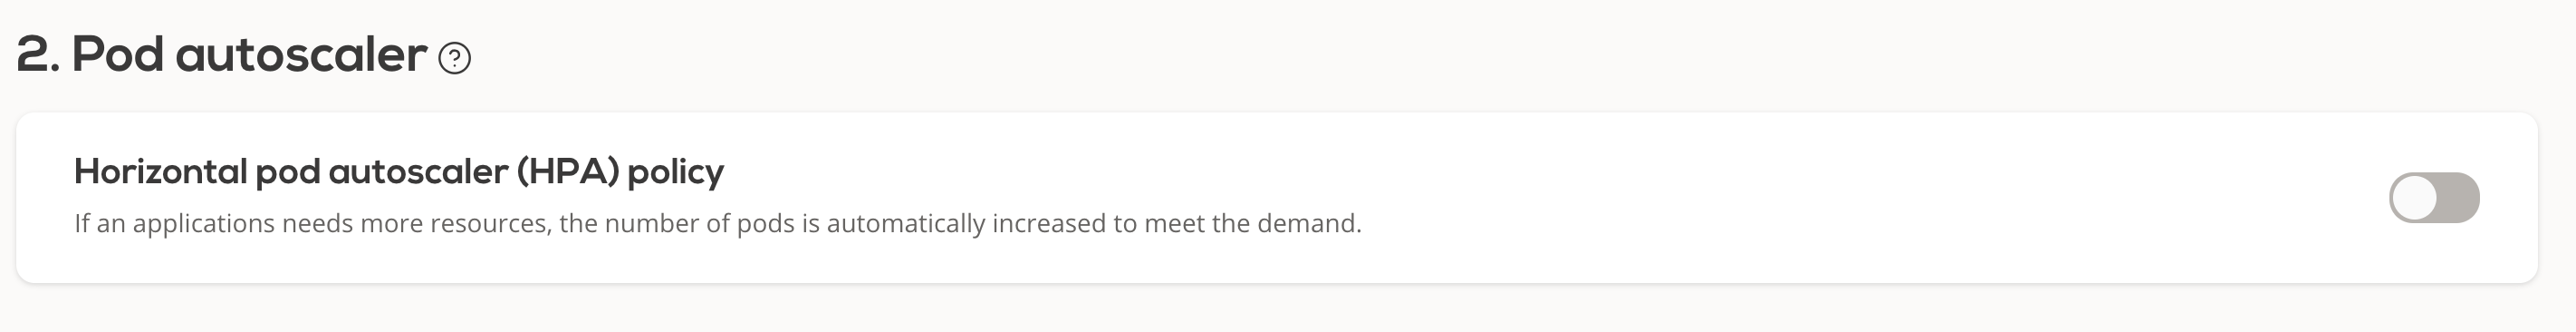 2. Pod autoscaler ?
Horizontal pod autoscaler (HPA) policy
If an applications needs more resources, the number of pods is automatically increased to meet the demand.